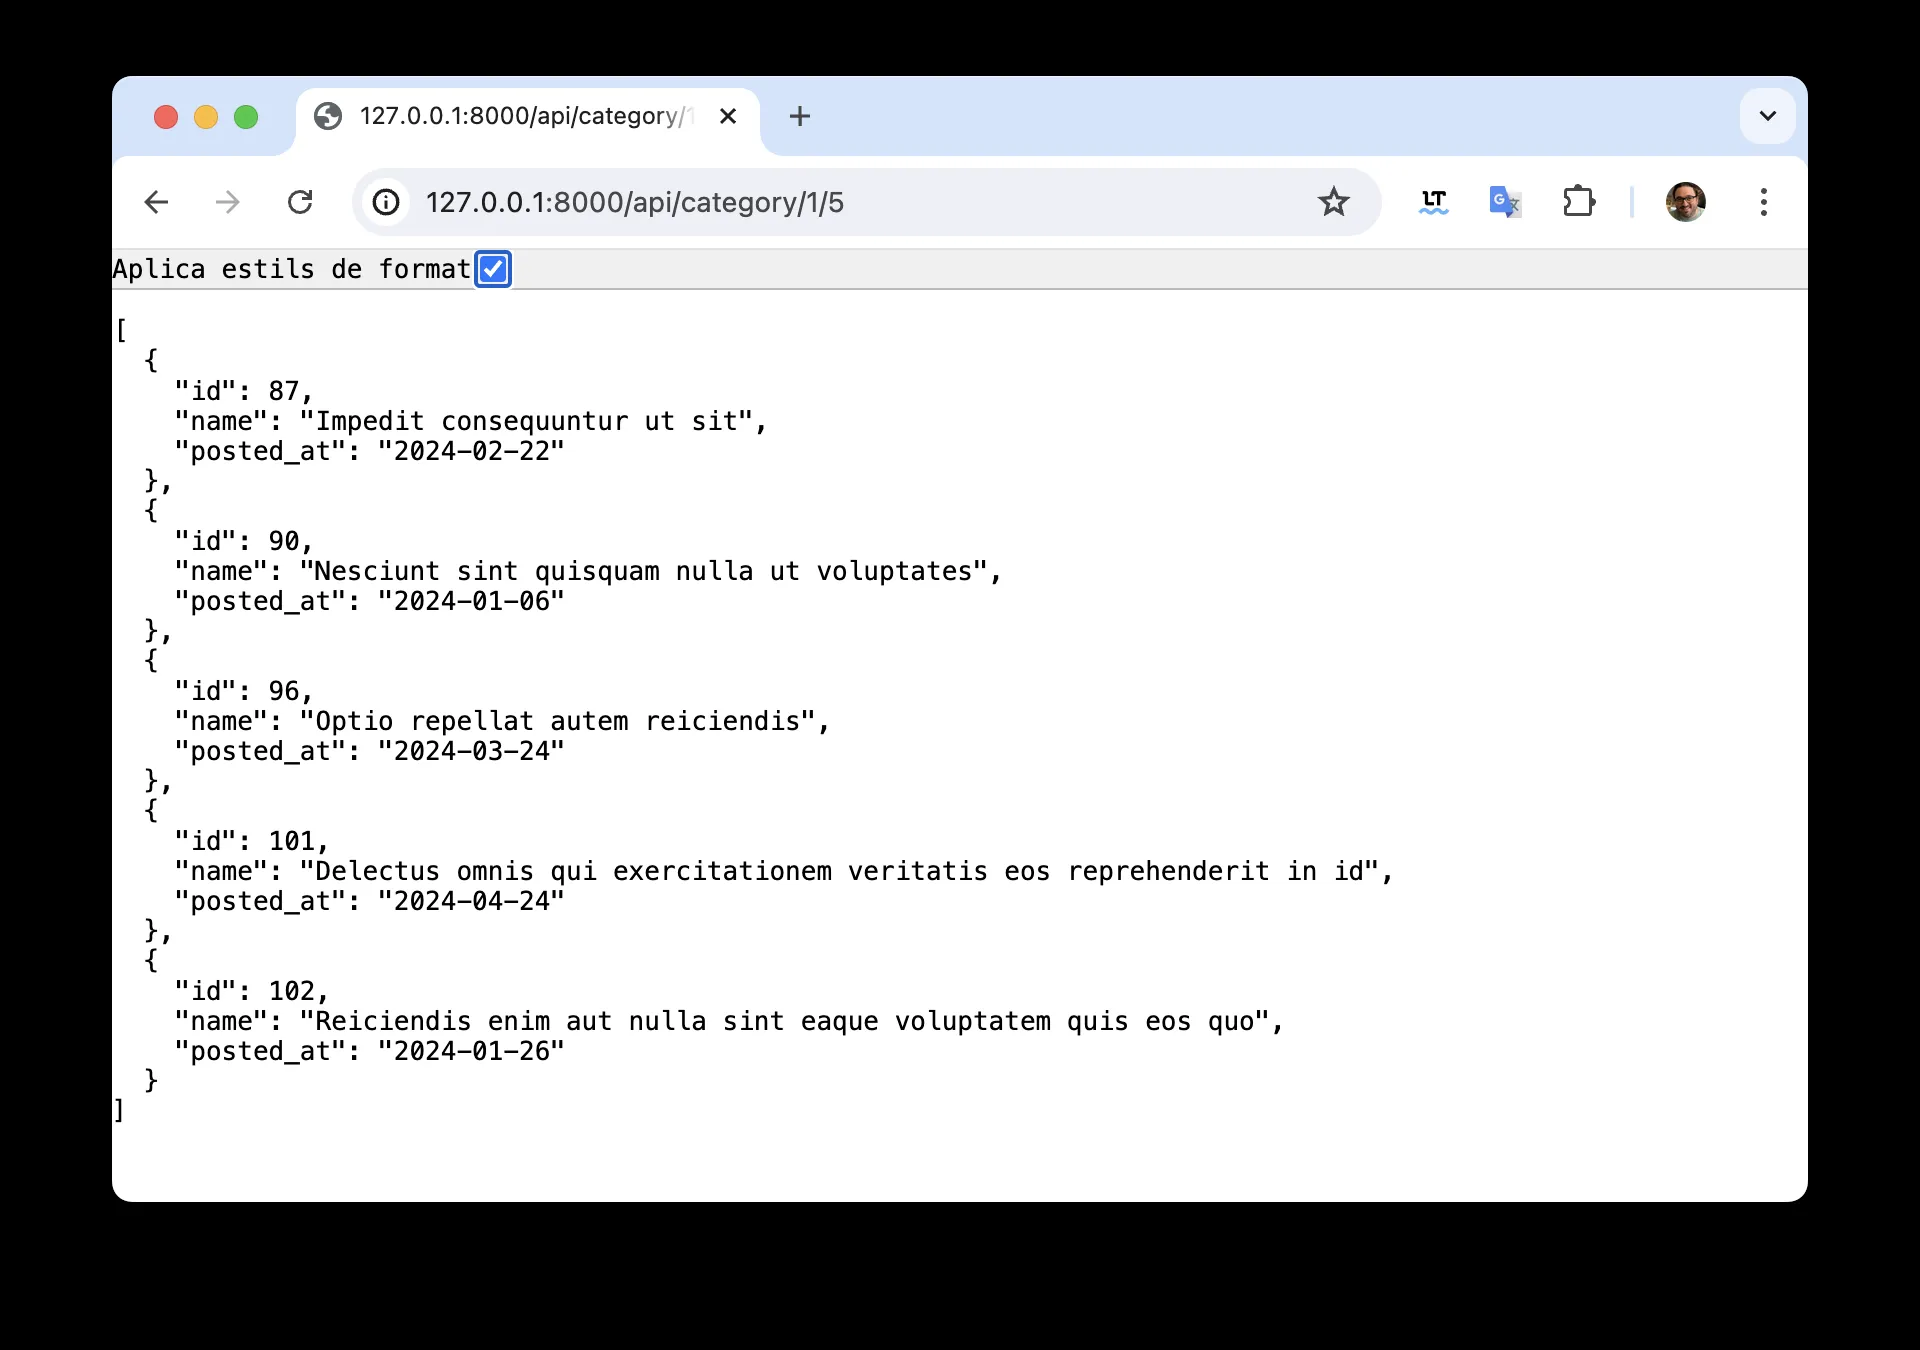 127.0.0.1:8000/api/category/1
127.0.0.1:8000/api/category/1/5
LT
G 文
Aplica estils de format
[
  {
    "id": 87,
    "name": "Impedit consequuntur ut sit",
    "posted_at": "2024-02-22"
  },
  {
    "id": 90,
    "name": "Nesciunt sint quisquam nulla ut voluptates",
    "posted_at": "2024-01-06"
  },
  {
    "id": 96,
    "name": "Optio repellat autem reiciendis",
    "posted_at": "2024-03-24"
  },
  {
    "id": 101,
    "name": "Delectus omnis qui exercitationem veritatis eos reprehenderit in id",
    "posted_at": "2024-04-24"
  },
  {
    "id": 102,
    "name": "Reiciendis enim aut nulla sint eaque voluptatem quis eos quo",
    "posted_at": "2024-01-26"
  }
]